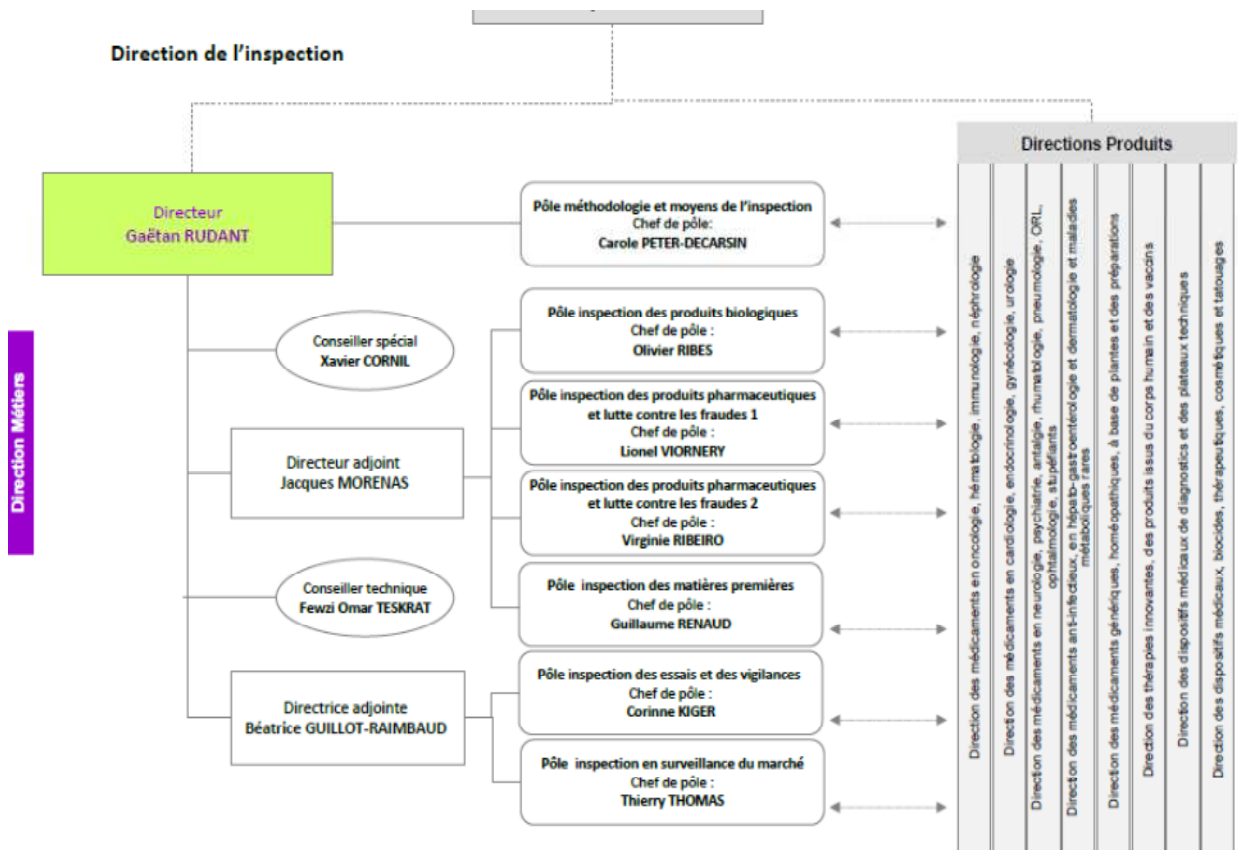 Direction de l'inspection
Directions Produits
Directeur
Gaëtan RUDANT
Pôle méthodologie et moyens de l'inspection
Chef de pôle:
Carole PETER-DECARSIN
Conseiller spécial
Xavier CORNIL
Pôle inspection des produits biologiques
Chef de pôle :
Olivier RIBES
Direction Métiers
Directeur adjoint
Jacques MORENAS
Pôle inspection des produits pharmaceutiques
et lutte contre les fraudes 1
Chef de pôle :
Lionel VIORNERY
Pôle inspection des produits pharmaceutiques
et lutte contre les fraudes 2
Chef de pôle :
Virginie RIBEIRO
Conseiller technique
Fewzi Omar TESKRAT
Pôle inspection des matières premières
Chef de pôle :
Guillaume RENAUD
Directrice adjointe
Béatrice GUILLOT-RAIMBAUD
Pôle inspection des essais et des vigilances
Chef de pôle :
Corinne KIGER
Pôle inspection en surveillance du marché
Chef de pôle :
Thierry THOMAS
Direction des médicaments en oncologie, hématologie, immunologie, néphrologie
Direction des médicaments en cardiologie, endocrinologie, gynécologie, urologie
Direction des médicaments en neurologie, psychiatrie, antalgie, rhumatologie, pneumologie, ORL,
ophtalmologie, stupéfiants
Direction des médicaments ant-infectieux, en hépato-gastroentérologie et dermatologie et maladies
métaboliques rares
Direction des médicaments génériques, homéopathiques, à base de plantes et des préparations
Direction des thérapies innovantes, des produits issus du corps humain et des vaccins
Direction des dispositifs médicaux de diagnostics et des plateaux techniques
Direction des dispositifs médicaux, biocides, thérapeutiques, cosmétiques et tatouages